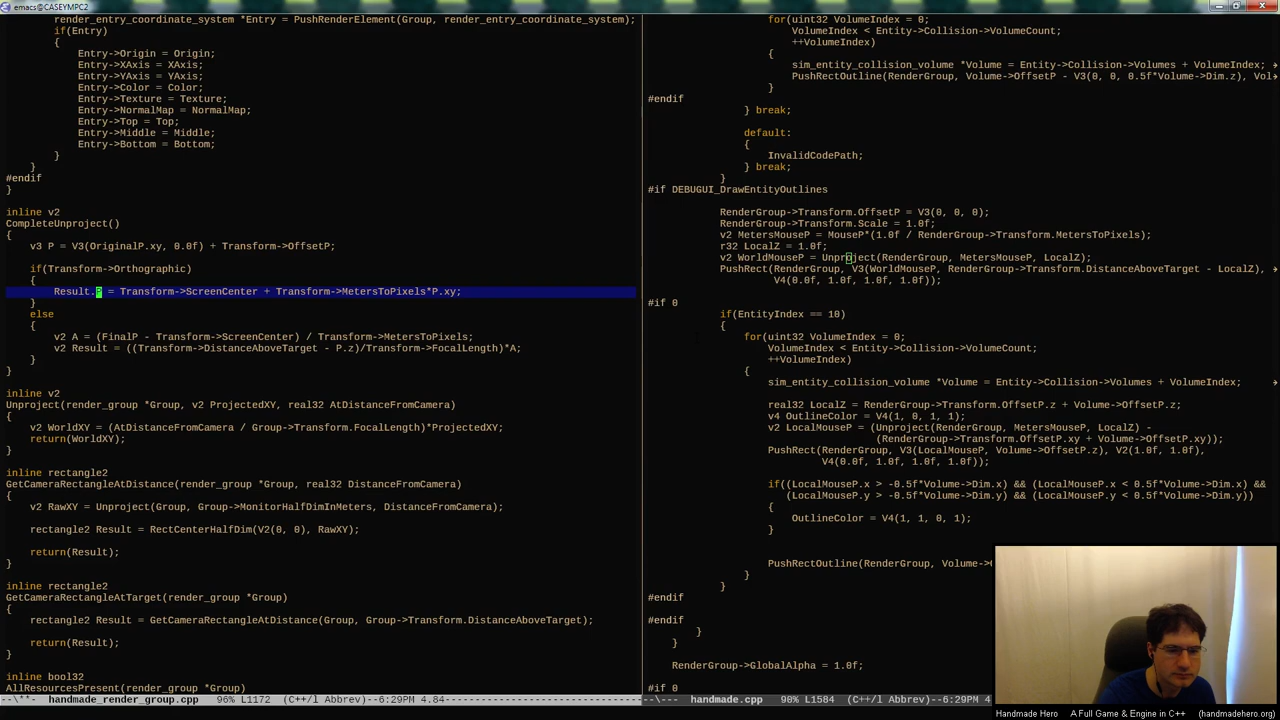 emacs@CASEYMPC2
render_entry_coordinate_system *Entry = PushRenderElement(Group, render_entry_coordinate_system);
if(Entry)
{
Entry->Origin = Origin;
Entry->XAxis = XAxis;
Entry->YAxis = YAxis;
Entry->Color = Color;
Entry->Texture = Texture;
Entry->NormalMap = NormalMap;
Entry->Top = Top;
Entry->Middle = Middle;
Entry->Bottom = Bottom;
}
}
#endif
}
inline v2
CompleteUnproject()
{
v3 P = V3(OriginalP.xy, 0.0f) + Transform->OffsetP;
if(Transform->Orthographic)
{
Result.P = Transform->ScreenCenter + Transform->MetersToPixels*P.xy;
}
else
{
v2 A = (FinalP - Transform->ScreenCenter) / Transform->MetersToPixels;
v2 Result = ((Transform->DistanceAboveTarget - P.z)/Transform->FocalLength)*A;
}
}
inline v2
Unproject(render_group *Group, v2 ProjectedXY, real32 AtDistanceFromCamera)
{
v2 WorldXY = (AtDistanceFromCamera / Group->Transform.FocalLength)*ProjectedXY;
return(WorldXY);
}
inline rectangle2
GetCameraRectangleAtDistance(render_group *Group, real32 DistanceFromCamera)
{
v2 RawXY = Unproject(Group, Group->MonitorHalfDimInMeters, DistanceFromCamera);
rectangle2 Result = RectCenterHalfDim(V2(0, 0), RawXY);
return(Result);
}
inline rectangle2
GetCameraRectangleAtTarget(render_group *Group)
{
rectangle2 Result = GetCameraRectangleAtDistance(Group, Group->Transform.DistanceAboveTarget);
return(Result);
}
inline bool32
AllResourcesPresent(render_group *Group)
--\** handmade_render_group.cpp 96% L1172 (C++/l Abbrev)--6:29PM 4.84
for(uint32 VolumeIndex = 0;
VolumeIndex < Entity->Collision->VolumeCount;
++VolumeIndex)
{
sim_entity_collision_volume *Volume = Entity->Collision->Volumes + VolumeIndex;
PushRectOutline(RenderGroup, Volume->OffsetP - V3(0, 0, 0.5f*Volume->Dim.z), Vol
}
#endif
} break;
default:
{
InvalidCodePath;
} break;
}
#if DEBUGUI_DrawEntityOutlines
RenderGroup->Transform.OffsetP = V3(0, 0, 0);
RenderGroup->Transform.Scale = 1.0f;
v2 MetersMouseP = MouseP*(1.0f / RenderGroup->Transform.MetersToPixels);
r32 LocalZ = 1.0f;
v2 WorldMouseP = Unproject(RenderGroup, MetersMouseP, LocalZ);
PushRect(RenderGroup, V3(WorldMouseP, RenderGroup->Transform.DistanceAboveTarget - LocalZ),
V4(0.0f, 1.0f, 1.0f, 1.0f));
#if 0
if(EntityIndex == 10)
{
for(uint32 VolumeIndex = 0;
VolumeIndex < Entity->Collision->VolumeCount;
++VolumeIndex)
{
sim_entity_collision_volume *Volume = Entity->Collision->Volumes + VolumeIndex;
real32 LocalZ = RenderGroup->Transform.OffsetP.z + Volume->OffsetP.z;
v4 OutlineColor = V4(1, 0, 1, 1);
v2 LocalMouseP = (Unproject(RenderGroup, MetersMouseP, LocalZ) -
(RenderGroup->Transform.OffsetP.xy + Volume->OffsetP.xy));
PushRect(RenderGroup, V3(LocalMouseP, Volume->OffsetP.z), V2(1.0f, 1.0f),
V4(0.0f, 1.0f, 1.0f, 1.0f));
if((LocalMouseP.x > -0.5f*Volume->Dim.x) && (LocalMouseP.x < 0.5f*Volume->Dim.x) &&
(LocalMouseP.y > -0.5f*Volume->Dim.y) && (LocalMouseP.y < 0.5f*Volume->Dim.y))
{
OutlineColor = V4(1, 1, 0, 1);
}
PushRectOutline(RenderGroup, Volume->
}
}
#endif
#endif
}
}
RenderGroup->GlobalAlpha = 1.0f;
#if 0
--\--- handmade.cpp 90% L1584 (C++/l Abbrev)--6:29PM 4
Handmade Hero A Full Game & Engine in C++ (handmadehero.org)